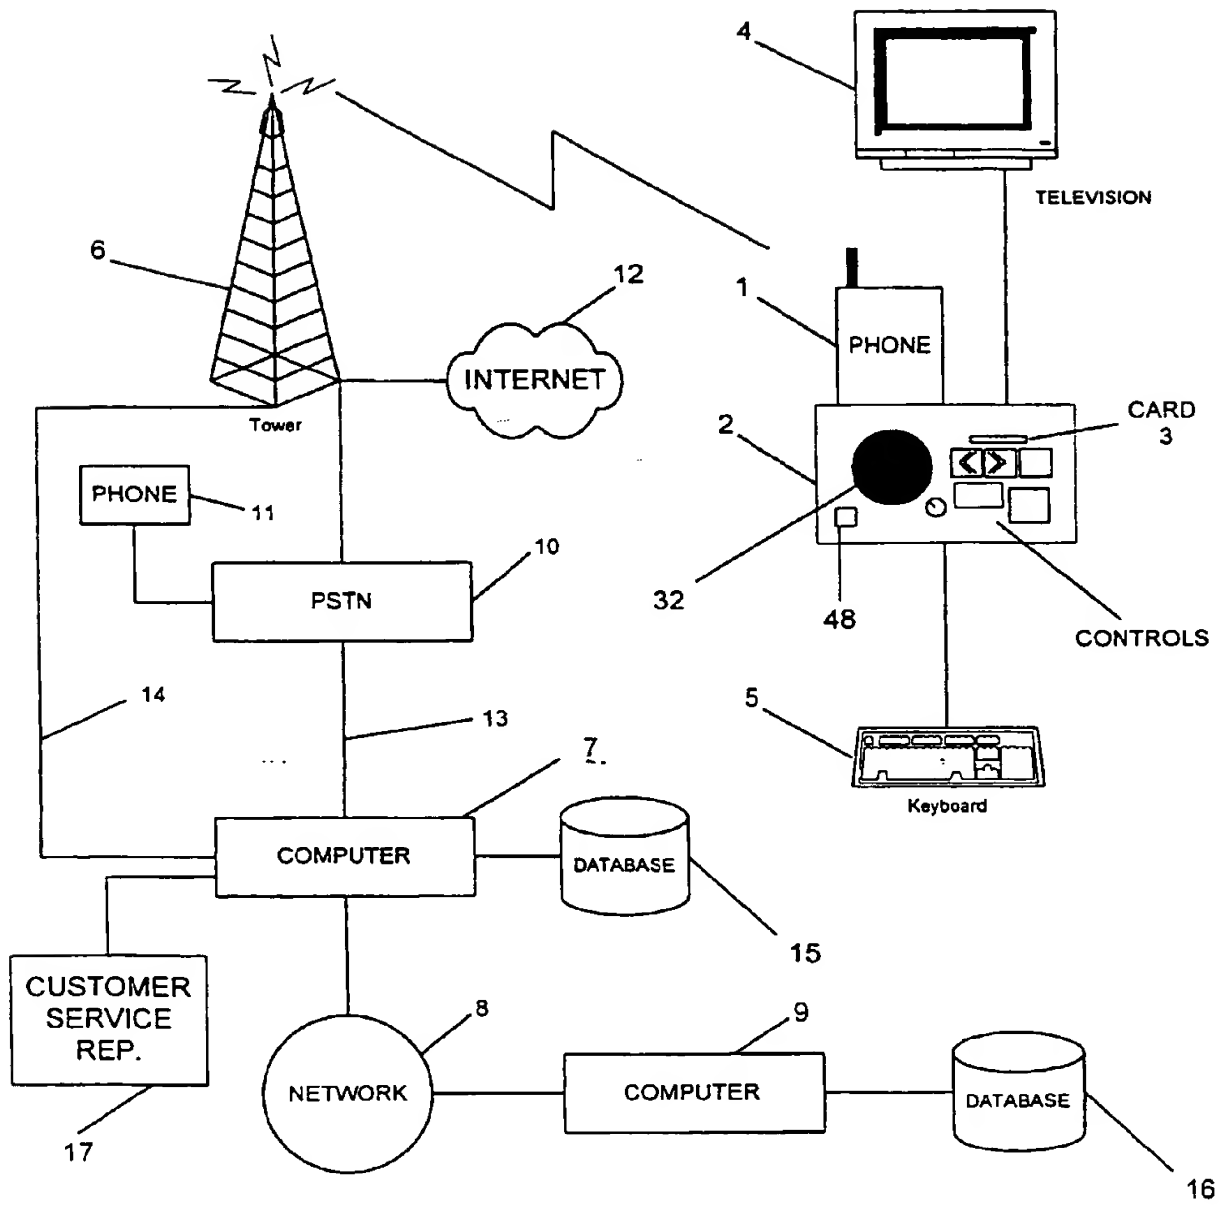 4
TELEVISION
6
12
1
PHONE
INTERNET
Tower
2
CARD
3
PHONE
11
10
PSTN
32
48
CONTROLS
14
13
5
Keyboard
7
COMPUTER
DATABASE
15
CUSTOMER
SERVICE
REP.
17
8
NETWORK
9
COMPUTER
DATABASE
16